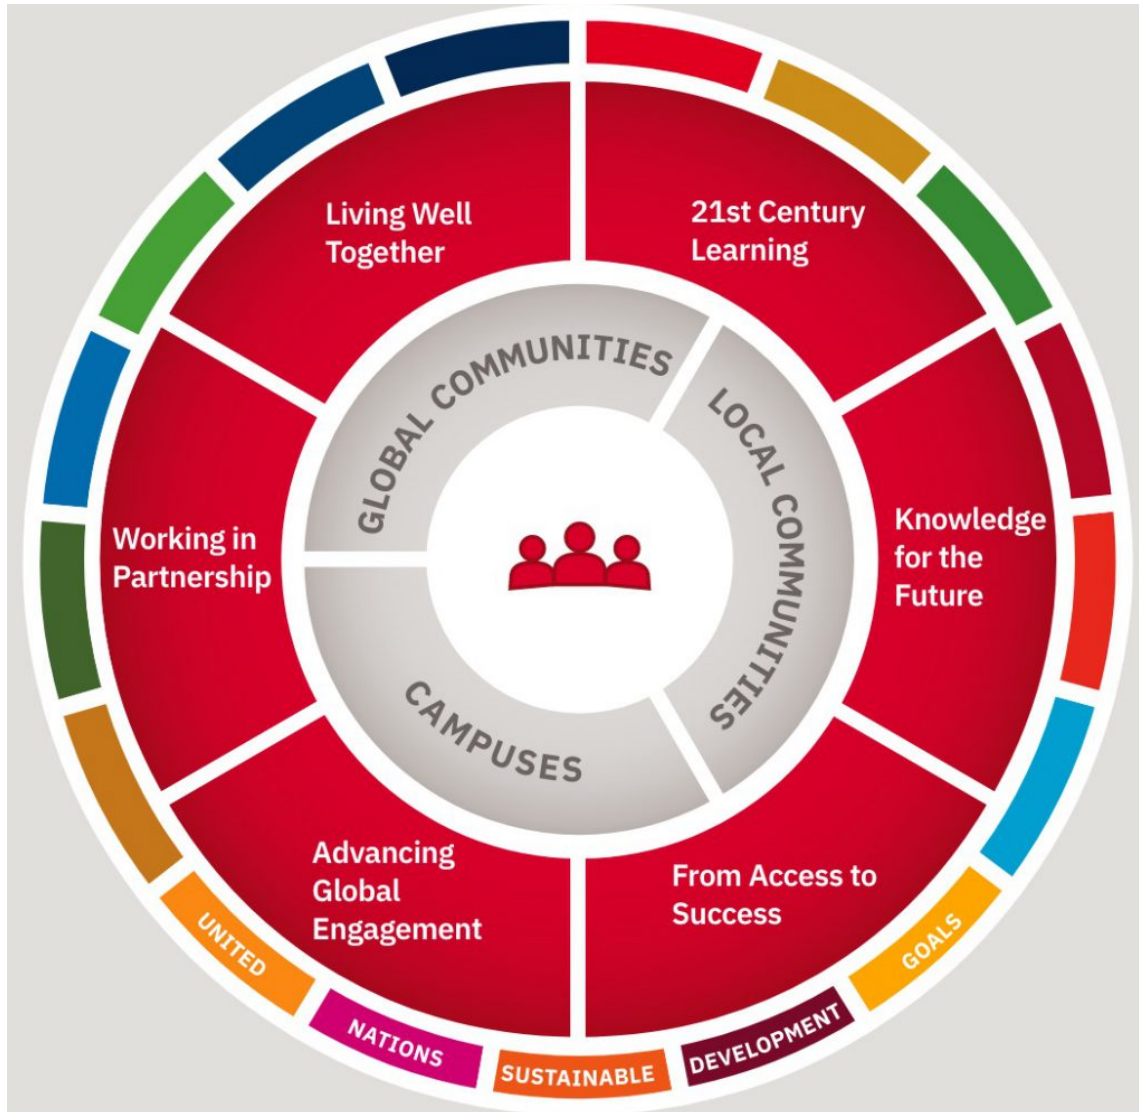 Living Well
Together
21st Century
Learning
GLOBAL COMMUNITIES
LOCAL COMMUNITIES
Working in
Partnership
Knowledge
for the
Future
CAMPUSES
Advancing
Global
Engagement
From Access to
Success
UNITED
NATIONS
SUSTAINABLE
DEVELOPMENT
GOALS